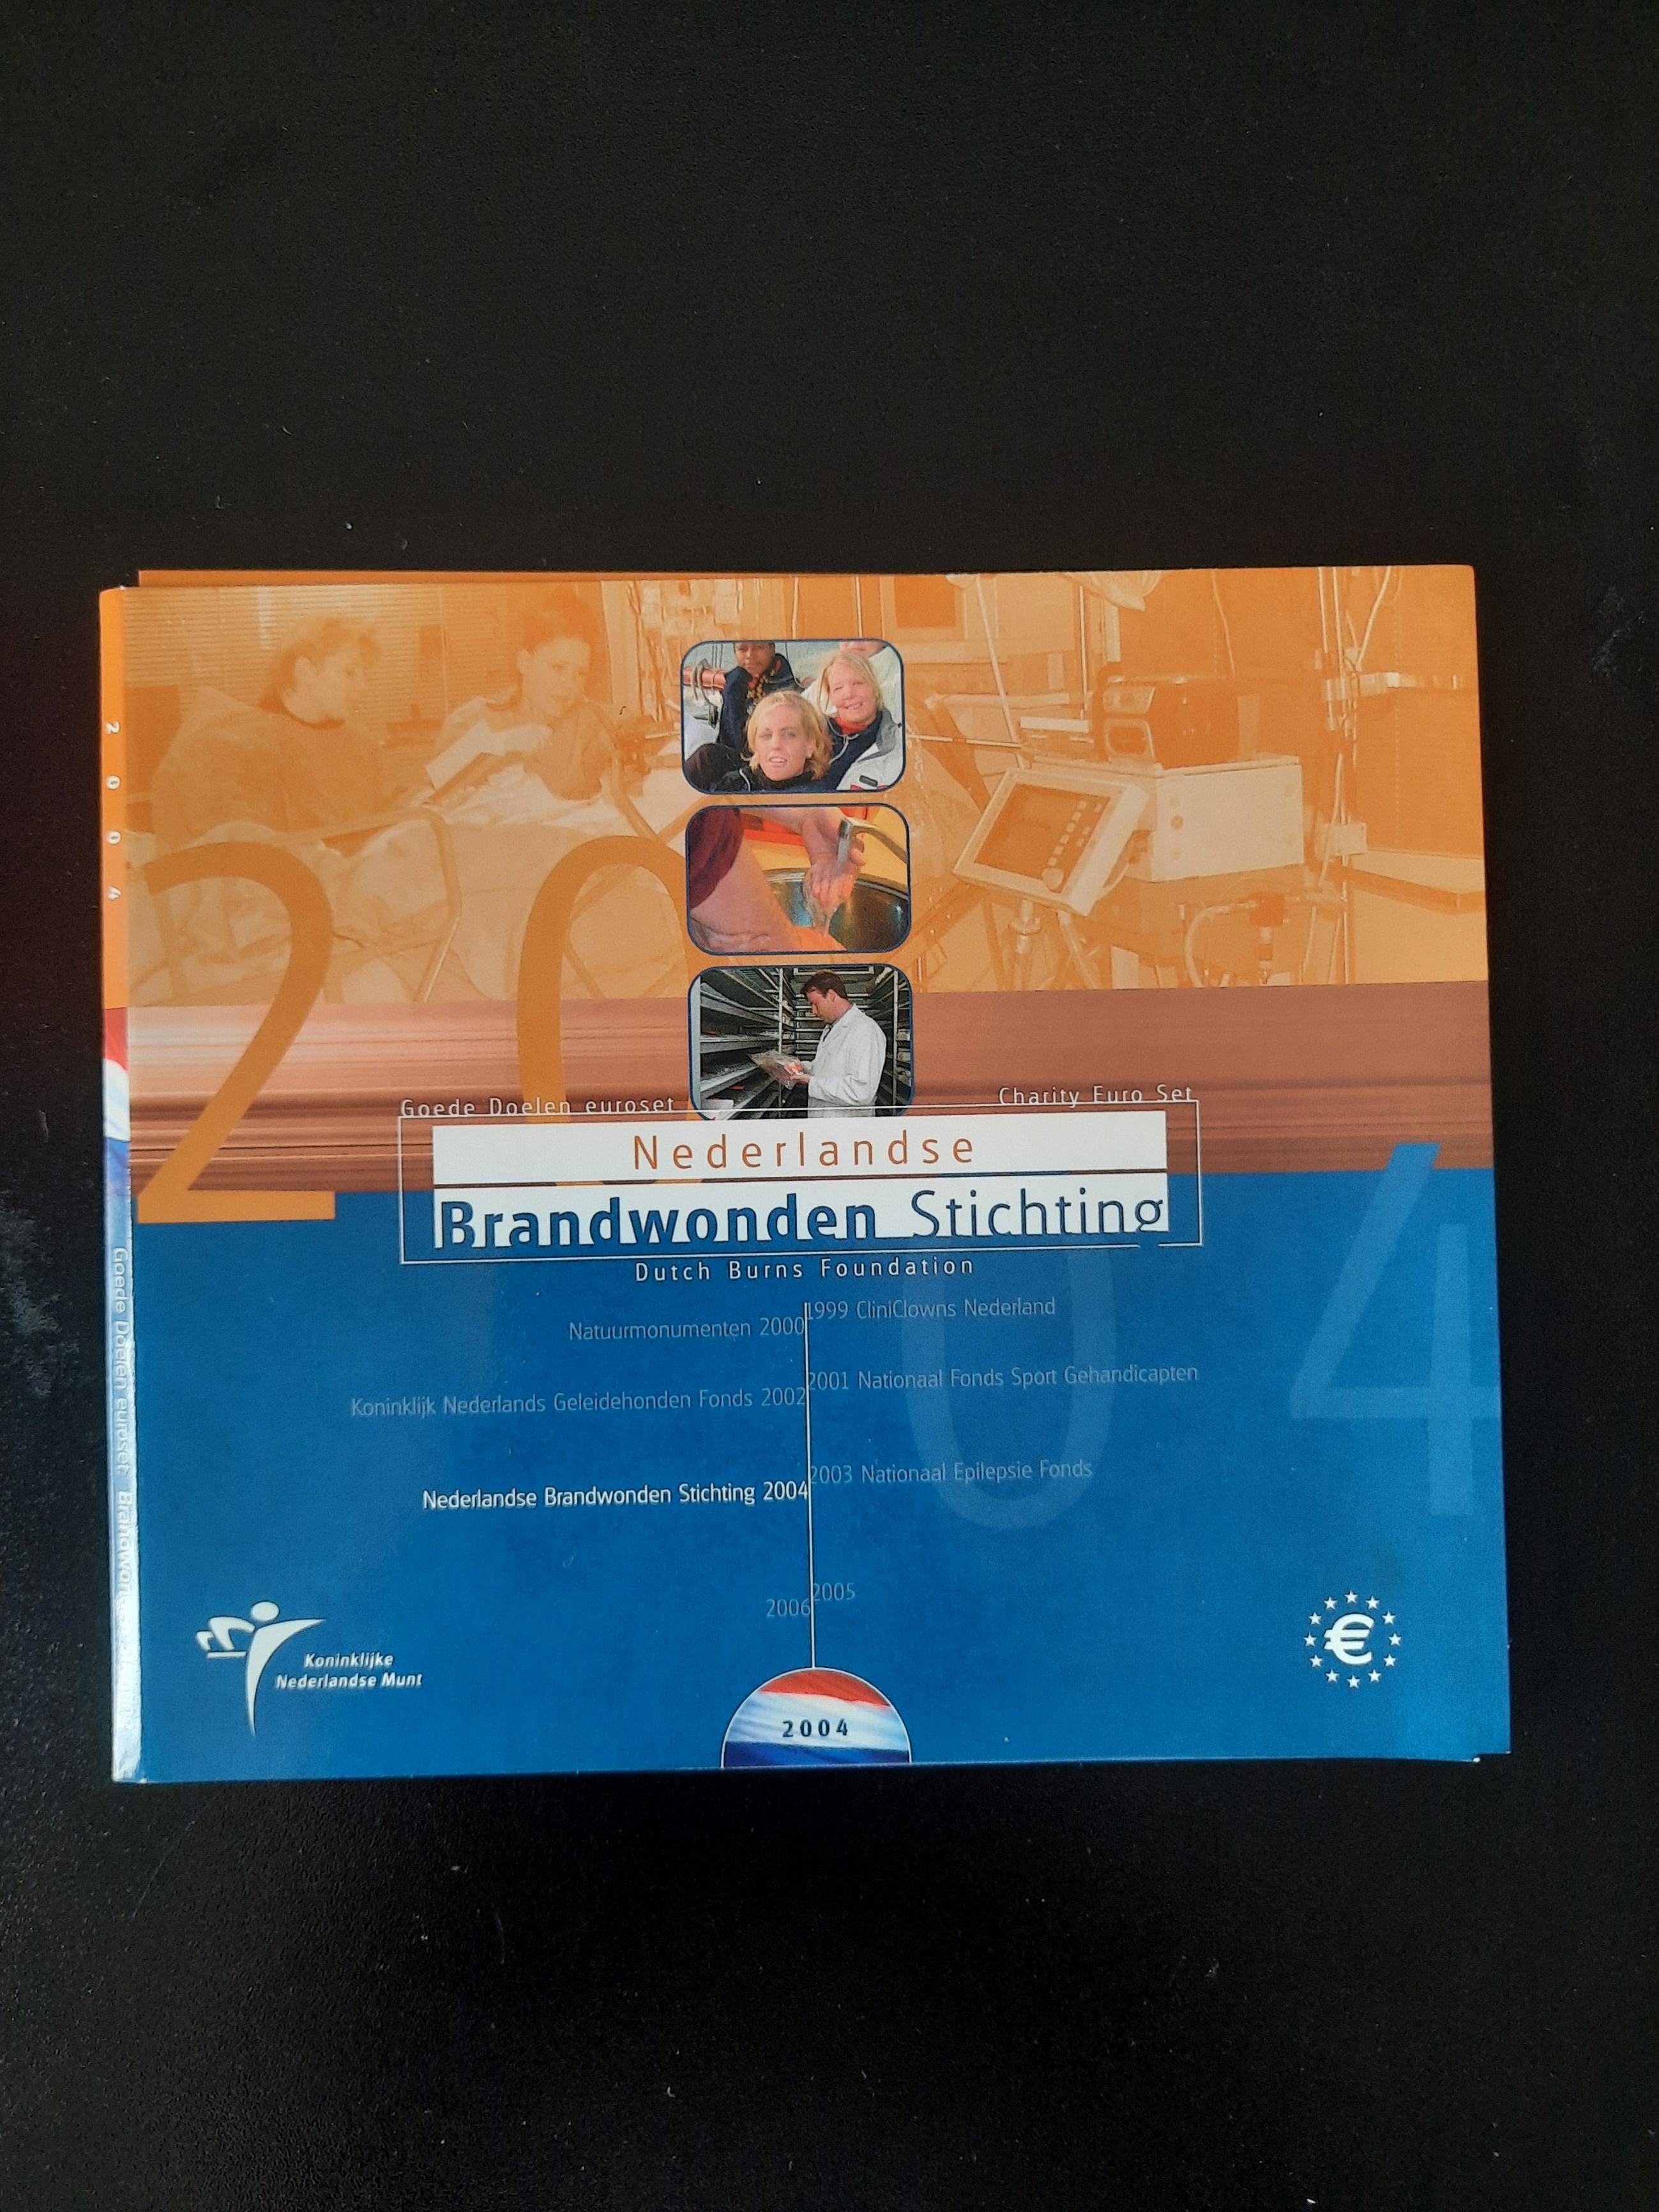 2004
Goede Doelen euroset
Charity Euro Set
Nederlandse
Brandwonden Stichting
Dutch Burns Foundation
1999 CliniClowns Nederland
Natuurmonumenten 2000
2001 Nationaal Fonds Sport Gehandicapten
Koninklijk Nederlands Geleidehonden Fonds 2002
2003 Nationaal Epilepsie Fonds
Nederlandse Brandwonden Stichting 2004
2005
2006
Koninklijke
Nederlandse Munt
€
2004
2004
Goede Doelen euroset